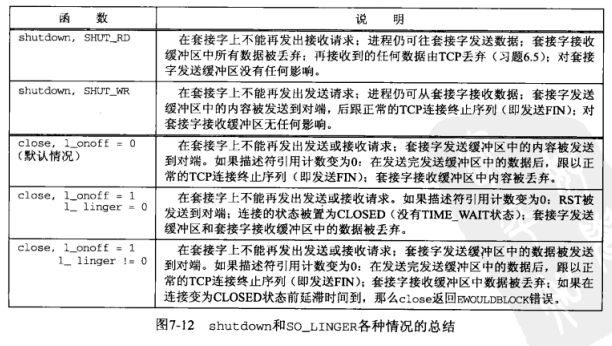 函 数 说 明
shutdown, SHUT_RD 在套接字上不能再发出接收请求；进程仍可往套接字发送数据；套接字接收
缓冲区中所有数据被丢弃；再接收到的任何数据由TCP丢弃（习题6.5）；对套接
字发送缓冲区没有任何影响。
shutdown, SHUT_WR 在套接字上不能再发出发送请求；进程仍可从套接字接收数据；套接字发送
缓冲区中的内容被发送到对端，后跟正常的TCP连接终止序列（即发送FIN）；对
套接字接收缓冲区无任何影响。
close, l_onoff = 0 在套接字上不能再发出发送或接收请求；套接字发送缓冲区中的内容被发送
（默认情况） 到对端。如果描述符引用计数变为0：在发送完发送缓冲区中的数据后，跟以正
常的TCP连接终止序列（即发送FIN）；套接字接收缓冲区中内容被丢弃。
close, l_onoff = 1 在套接字上不能再发出发送或接收请求。如果描述符引用计数变为0：RST被
l_ linger = 0 发送到对端；连接的状态被置为CLOSED（没有TIME_WAIT状态）；套接字发送
缓冲区和套接字接收缓冲区中的数据被丢弃。
close, l_onoff = 1 在套接字上不能再发出发送或接收请求；套接字发送缓冲区中的数据被发送
l_ linger != 0 到对端。如果描述符引用计数变为0：在发送完发送缓冲区中的数据后，跟以正
常的TCP连接终止序列（即发送FIN）；套接字接收缓冲区中数据被丢弃；如果在
连接变为CLOSED状态前延滞时间到，那么close返回EWOULDBLOCK错误。
图7-12 shutdown和SO_LINGER各种情况的总结